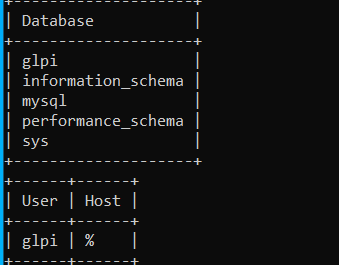 +--------------------+
| Database           |
+--------------------+
| glpi               |
| information_schema |
| mysql              |
| performance_schema |
| sys                |
+--------------------+
+------+------+
| User | Host |
+------+------+
| glpi | %    |
+------+------+